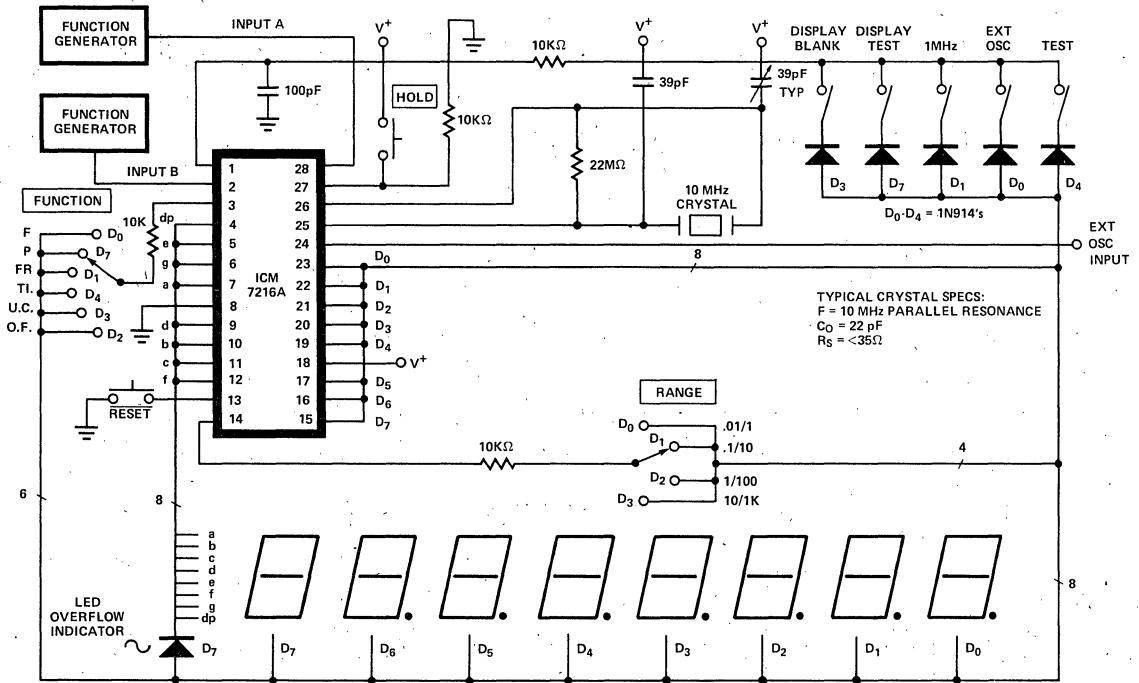 FUNCTION
GENERATOR
INPUT A
FUNCTION
GENERATOR
INPUT B
100pF
V+
HOLD
10KΩ
10KΩ
V+
39pF
V+
39pF
TYP
22MΩ
10 MHz
CRYSTAL
DISPLAY
BLANK
DISPLAY
TEST
1MHz
EXT
OSC
TEST
D3
D7
D1
D0
D4
D0-D4 = 1N914's
EXT
OSC
INPUT
FUNCTION
F
P
FR
T.I.
U.C.
O.F.
D0
D7
D1
D4
D3
D2
10K
dp
e
g
a
d
b
c
f
RESET
1
2
3
4
5
6
7
8
9
10
11
12
13
14
ICM
7216A
28
27
26
25
24
23
22
21
20
19
18
17
16
15
D0
D1
D2
D3
D4
V+
D5
D6
D7
8
TYPICAL CRYSTAL SPECS:
F = 10 MHz PARALLEL RESONANCE
CO = 22 pF
RS = <35Ω
RANGE
10KΩ
D0
D1
D2
D3
.01/1
.1/10
1/100
10/1K
4
6
8
8
a
b
c
d
e
f
g
dp
LED
OVERFLOW
INDICATOR
D7
D7
D6
D5
D4
D3
D2
D1
D0